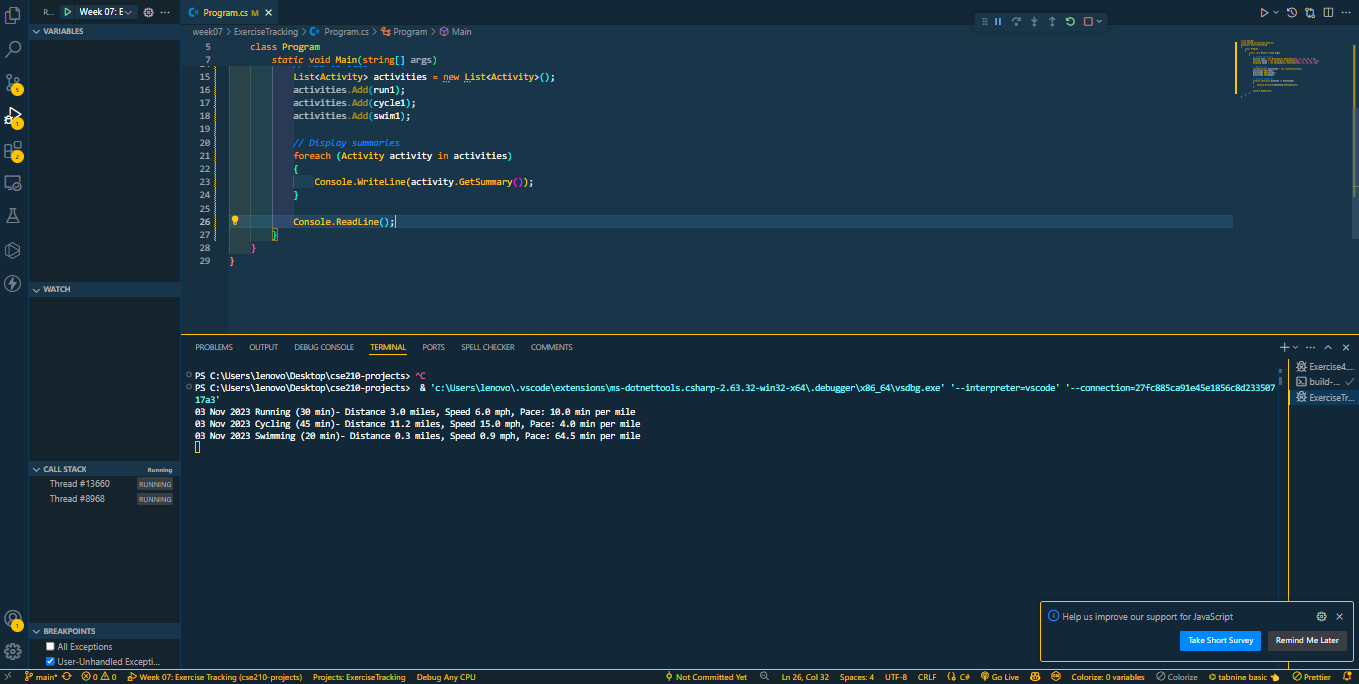 R...
Week 07: E
...
Program.cs M
VARIABLES
week07 > ExerciseTracking > Program.cs > Program > Main
5 class Program
7 static void Main(string[] args)
15 List<Activity> activities = new List<Activity>();
16 activities.Add(run1);
17 activities.Add(cycle1);
18 activities.Add(swim1);
19
20 // Display summaries
21 foreach (Activity activity in activities)
22 {
23 Console.WriteLine(activity.GetSummary());
24 }
25
26 Console.ReadLine();
27 }
28 }
29 }
WATCH
PROBLEMS OUTPUT DEBUG CONSOLE TERMINAL PORTS SPELL CHECKER COMMENTS
PS C:\Users\lenovo\Desktop\cse210-projects> ^C
PS C:\Users\lenovo\Desktop\cse210-projects> & 'c:\Users\lenovo\.vscode\extensions\ms-dotnettools.csharp-2.63.32-win32-x64\.debugger\x86_64\vsdbg.exe' '--interpreter=vscode' '--connection=27fc885ca91e45e1856c8d233507
17a3'
03 Nov 2023 Running (30 min)- Distance 3.0 miles, Speed 6.0 mph, Pace: 10.0 min per mile
03 Nov 2023 Cycling (45 min)- Distance 11.2 miles, Speed 15.0 mph, Pace: 4.0 min per mile
03 Nov 2023 Swimming (20 min)- Distance 0.3 miles, Speed 0.9 mph, Pace: 64.5 min per mile
Exercise4....
build-...
ExerciseTr...
CALL STACK Running
Thread #13660 RUNNING
Thread #8968 RUNNING
BREAKPOINTS
All Exceptions
User-Unhandled Excepti...
Help us improve our support for JavaScript
Take Short Survey
Remind Me Later
main* 0 0 Week 07: Exercise Tracking (cse210-projects) Projects: ExerciseTracking Debug Any CPU Not Committed Yet Ln 26, Col 32 Spaces: 4 UTF-8 CRLF {} C# Go Live Colorize: 0 variables Colorize tabnine basic Prettier